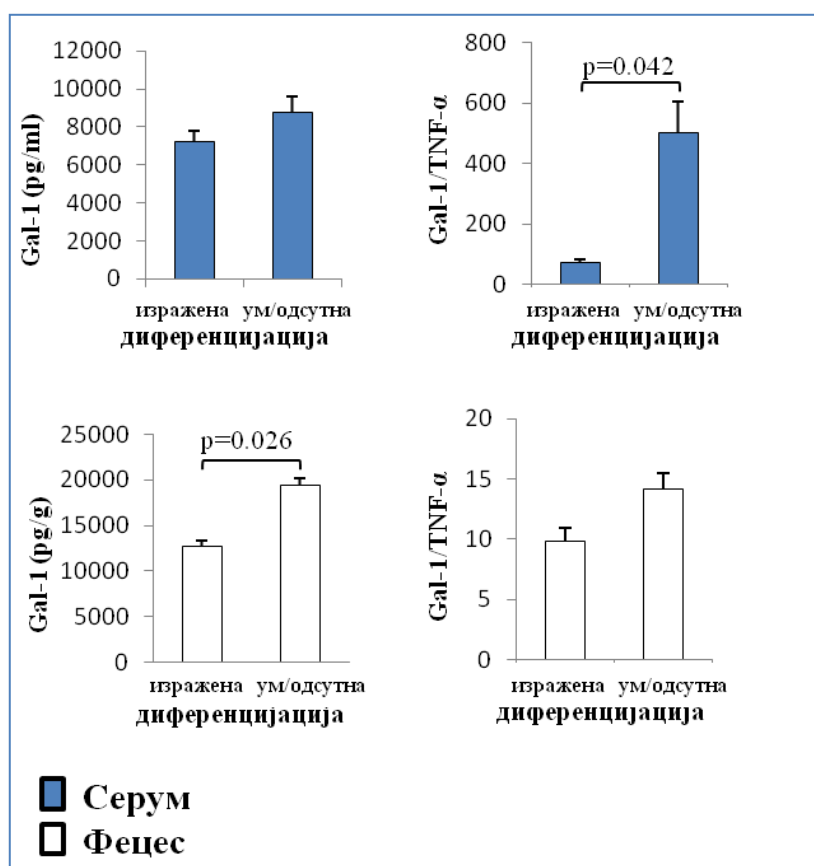 Gal-1 (pg/ml)
12000
10000
8000
6000
4000
2000
0
изражена ум/одсутна
диференцијација
Gal-1/TNF-α
800
600
400
200
0
p=0.042
изражена ум/одсутна
диференцијација
Gal-1 (pg/g)
25000
20000
15000
10000
5000
0
p=0.026
изражена ум/одсутна
диференцијација
Gal-1/TNF-α
20
15
10
5
0
изражена ум/одсутна
диференцијација
Серум
Фецес